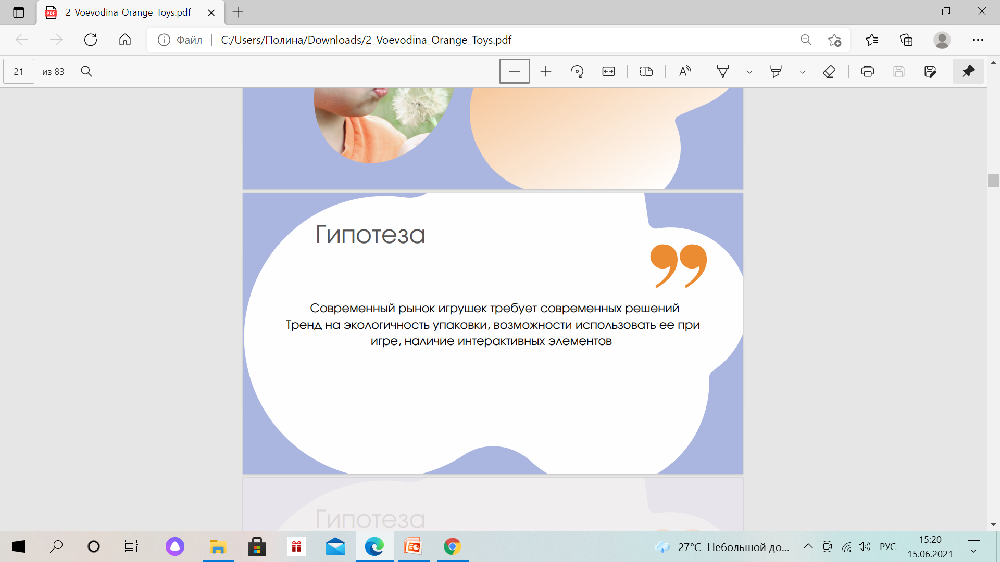 2_Voevodina_Orange_Toys.pdf
Файл
C:/Users/Полина/Downloads/2_Voevodina_Orange_Toys.pdf
21 из 83
Гипотеза
Современный рынок игрушек требует современных решений
Тренд на экологичность упаковки, возможности использовать ее при
игре, наличие интерактивных элементов
Гипотеза
27°C Небольшой до...
РУС
15:20
15.06.2021